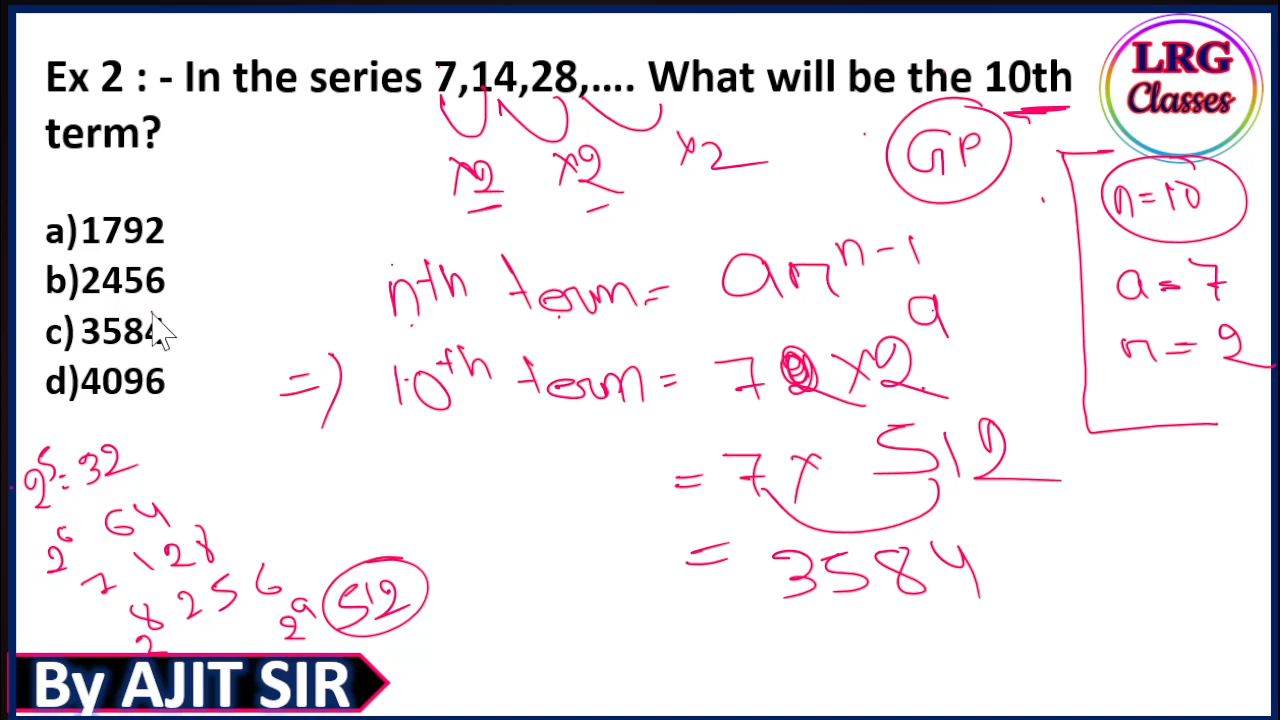 Ex 2 : - In the series 7,14,28,…. What will be the 10th
term?
LRG
Classes
×2 ×2 ×2
GP
n=10
a=7
r=2
a)1792
b)2456
c)3584
d)4096
nth term = ar^n-1
=> 10th term = 7 × 2^9
= 7 × 512
= 3584
2^5 = 32
2^6 64
7 128
8 256
2
2^9 512
By AJIT SIR